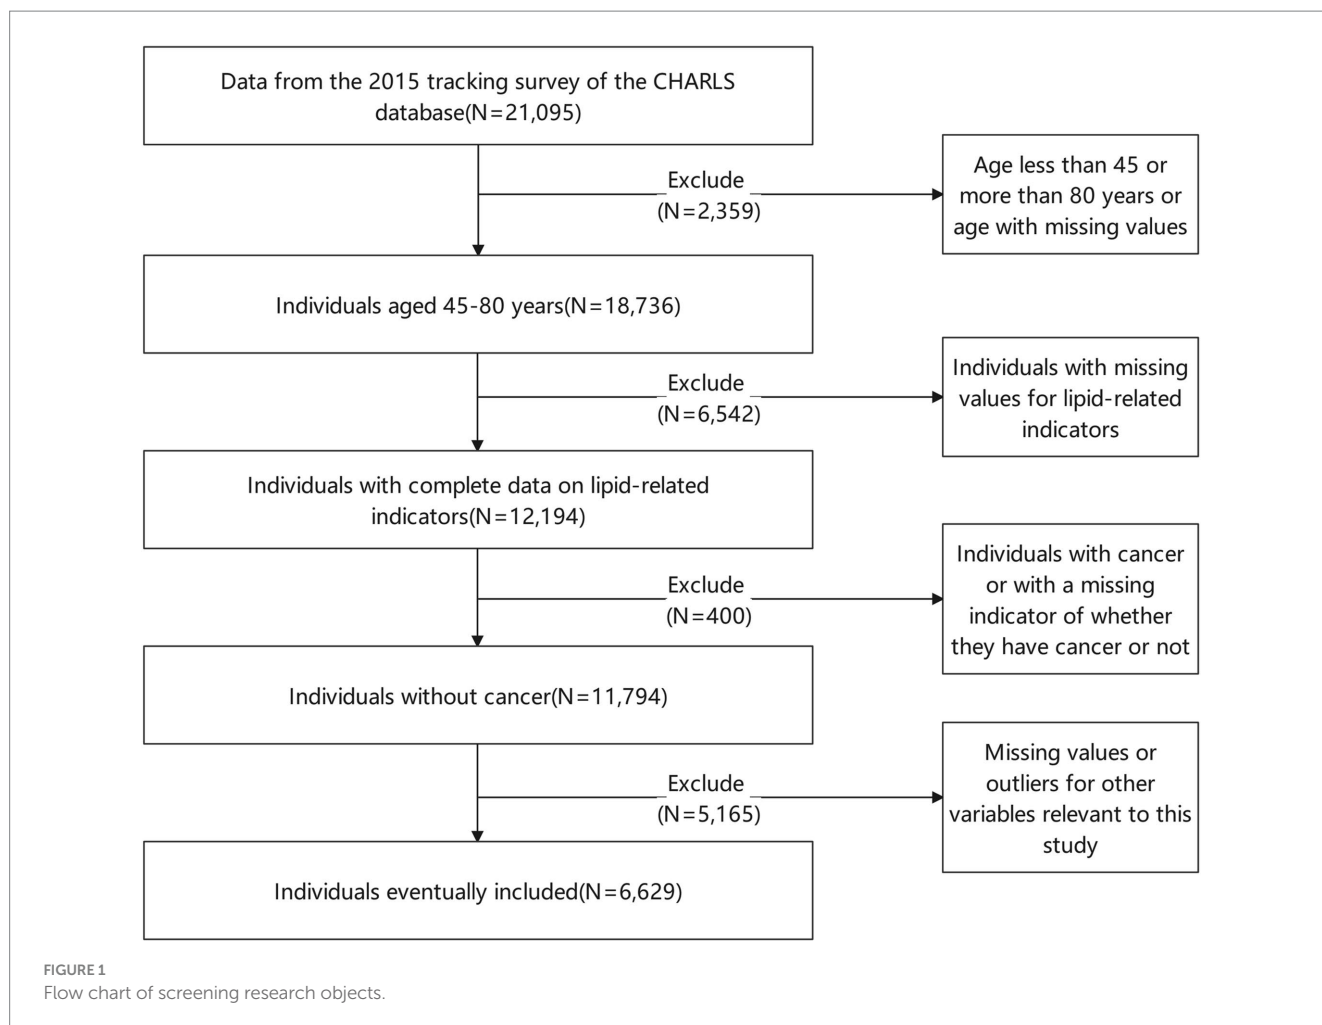 Data from the 2015 tracking survey of the CHARLS
database(N=21,095)
Exclude
(N=2,359)
Age less than 45 or
more than 80 years or
age with missing values
Individuals aged 45-80 years(N=18,736)
Exclude
(N=6,542)
Individuals with missing
values for lipid-related
indicators
Individuals with complete data on lipid-related
indicators(N=12,194)
Exclude
(N=400)
Individuals with cancer
or with a missing
indicator of whether
they have cancer or not
Individuals without cancer(N=11,794)
Exclude
(N=5,165)
Missing values or
outliers for other
variables relevant to this
study
Individuals eventually included(N=6,629)
FIGURE 1
Flow chart of screening research objects.